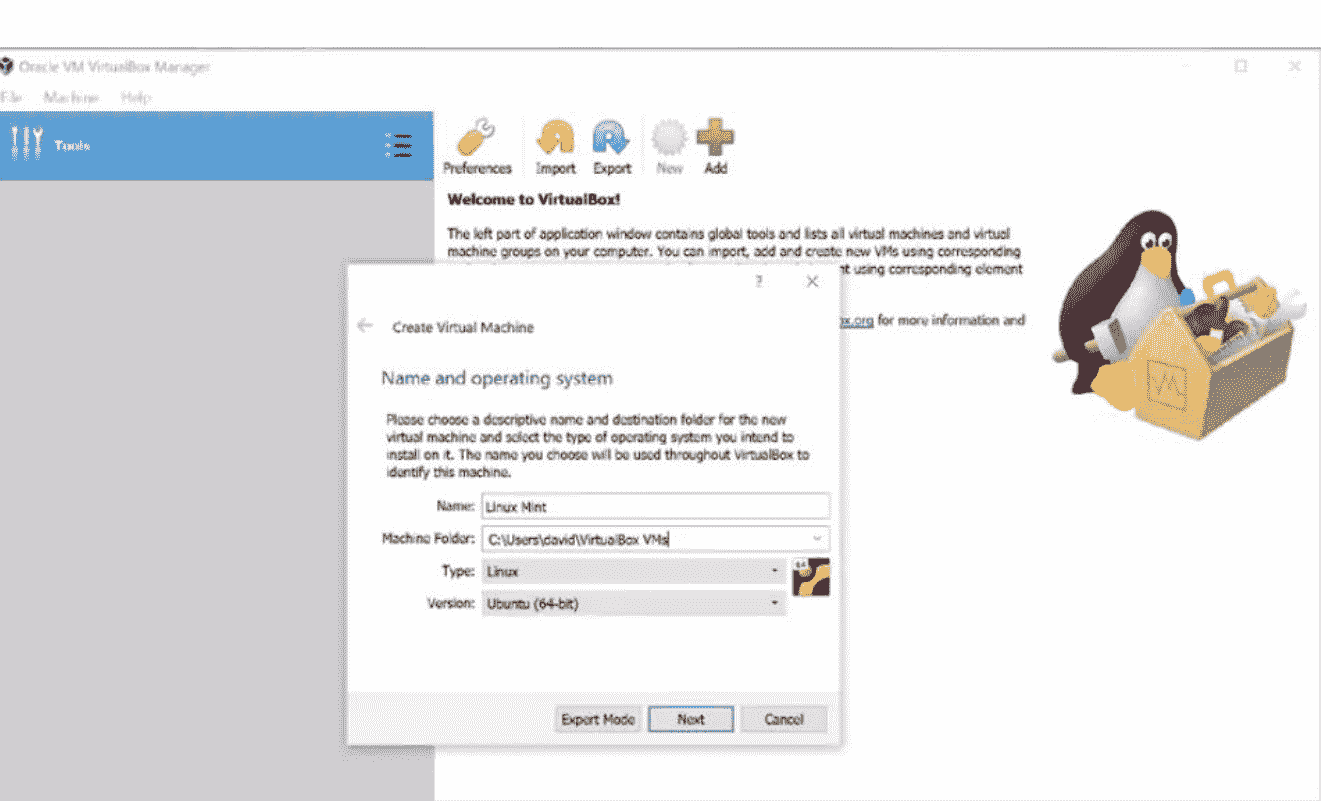 Oracle VM VirtualBox Manager
File Machine Help
Tools
Preferences Import Export New Add
Welcome to VirtualBox!
The left part of application window contains global tools and lists all virtual machines and virtual
machine groups on your computer. You can import, add and create new VMs using corresponding
using corresponding element
? ×
ox.org for more information and
Create Virtual Machine
Name and operating system
Please choose a descriptive name and destination folder for the new
virtual machine and select the type of operating system you intend to
install on it. The name you choose will be used throughout VirtualBox to
identify this machine.
Name: Linux Mint
Machine Folder: C:\Users\david\VirtualBox VMs
Type: Linux
64
Version: Ubuntu (64-bit)
Expert Mode Next Cancel